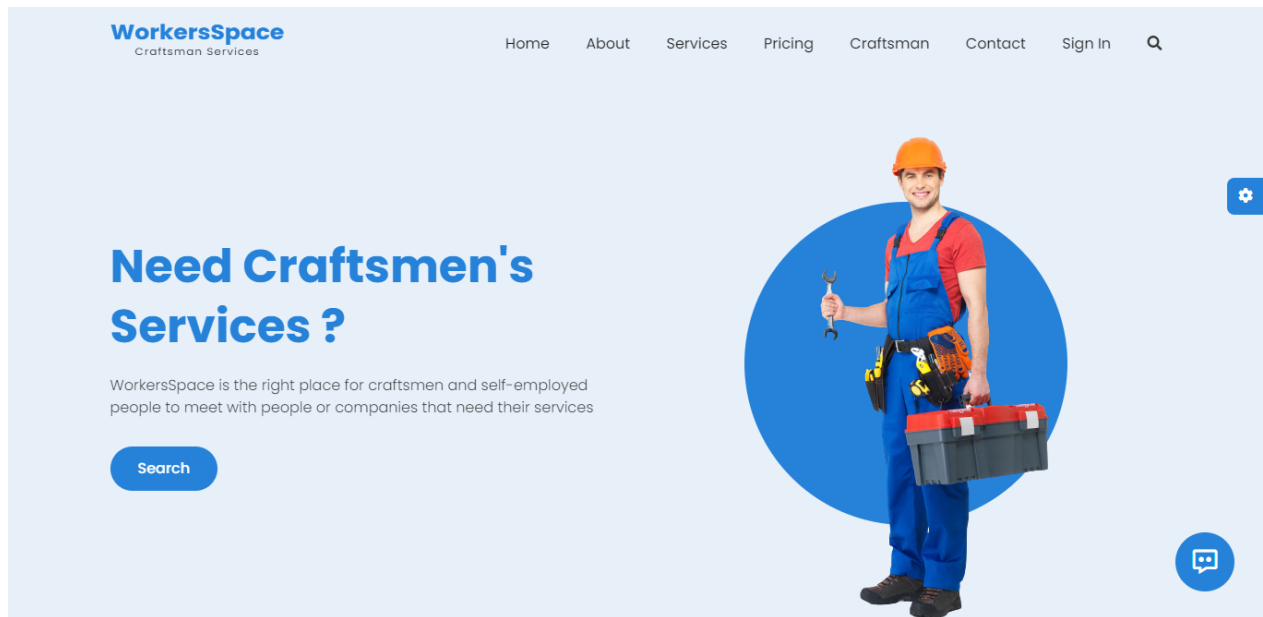 WorkersSpace
Craftsman Services
Home About Services Pricing Craftsman Contact Sign In
Need Craftsmen's
Services ?
WorkersSpace is the right place for craftsmen and self-employed
people to meet with people or companies that need their services
Search